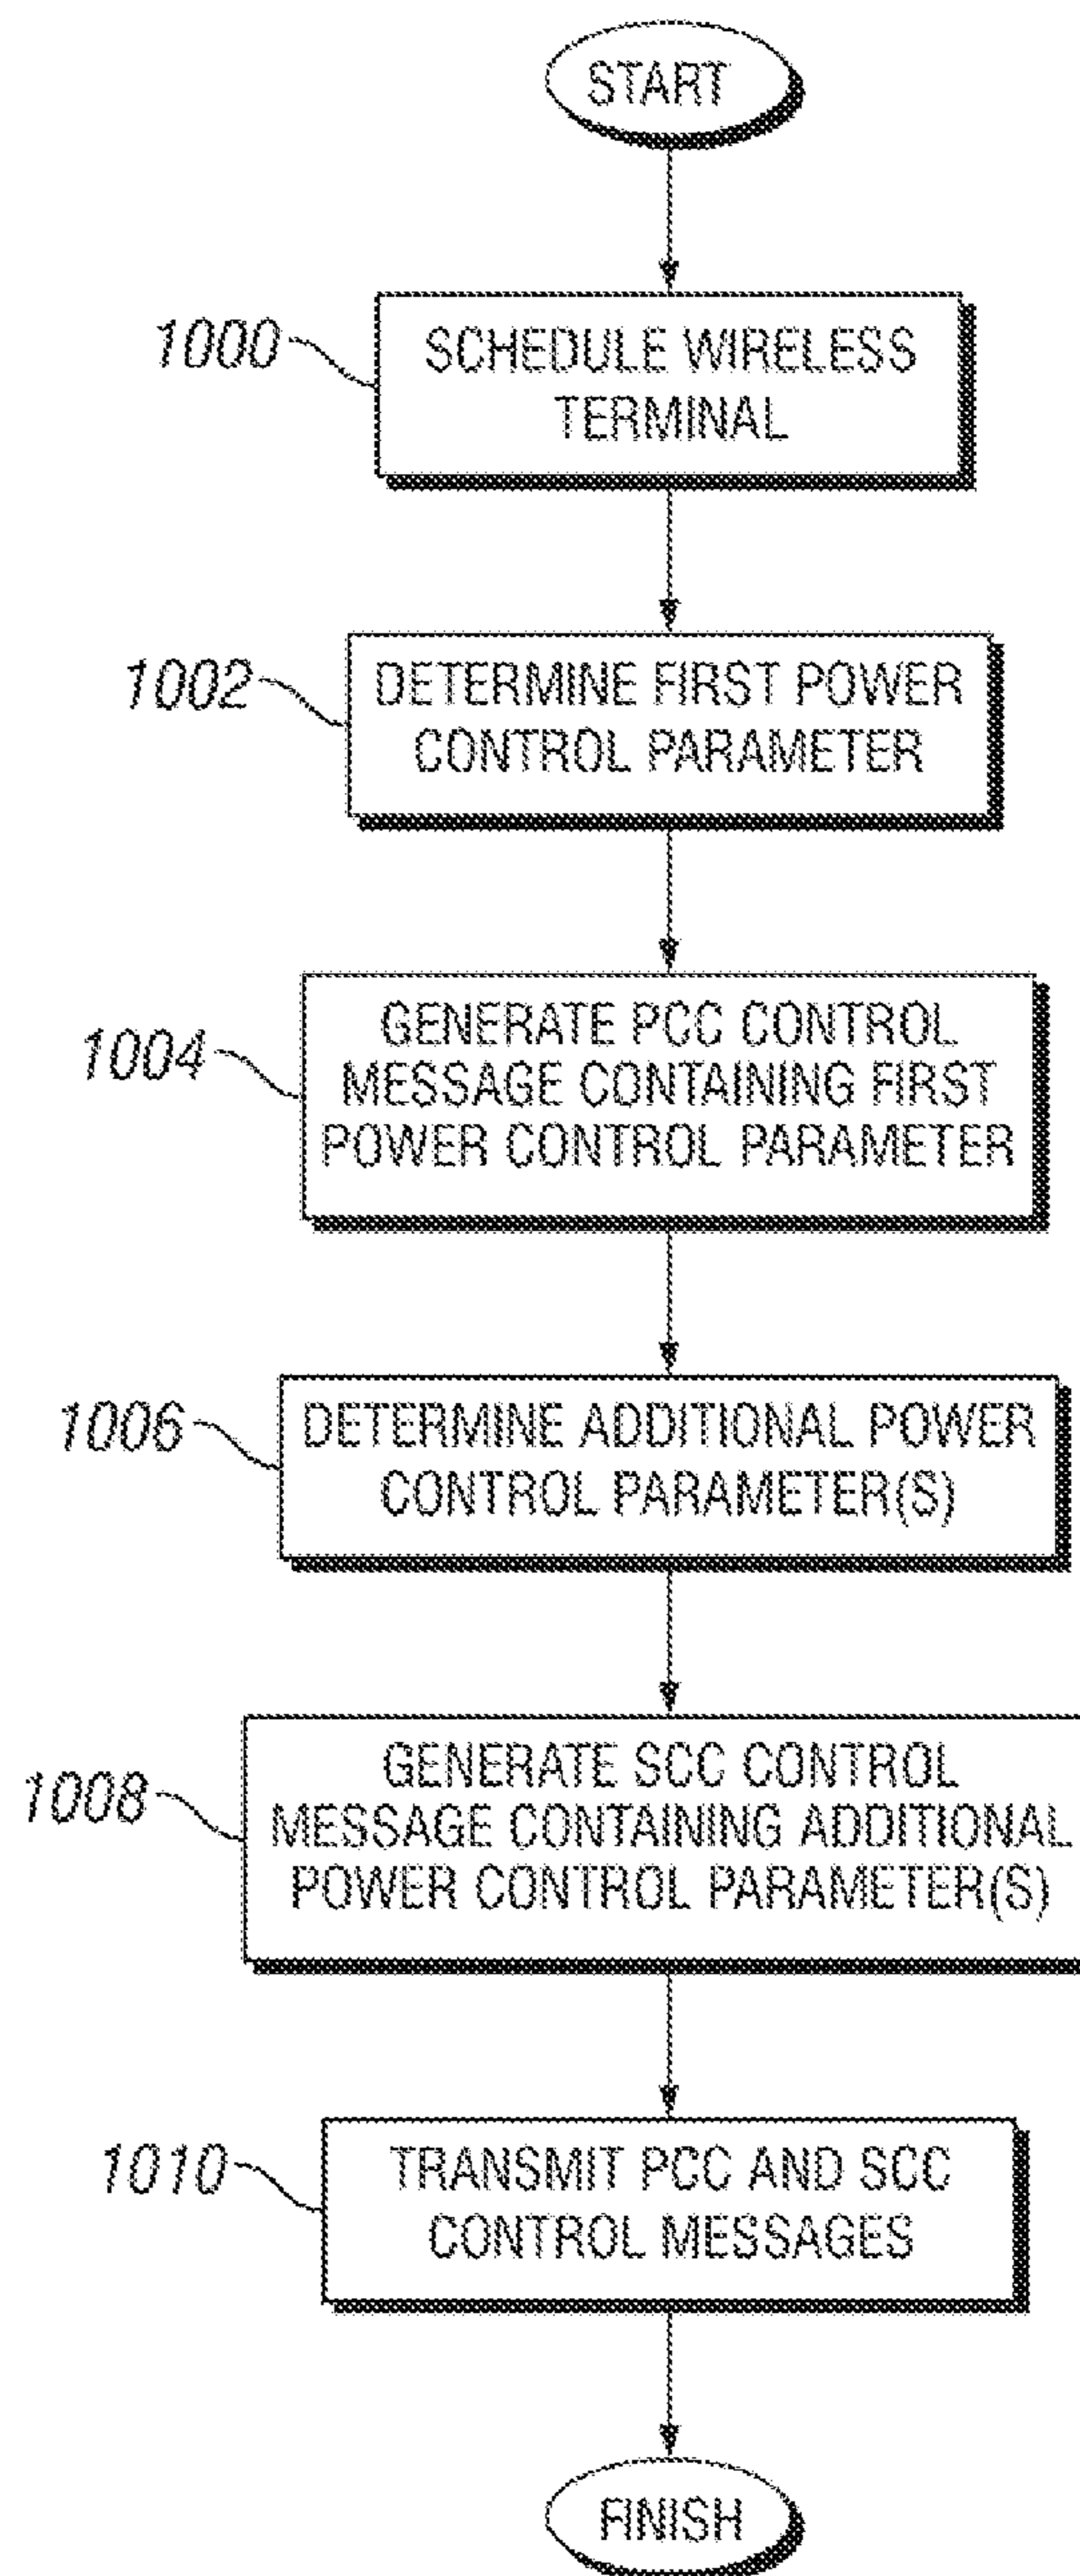 START
1000
SCHEDULE WIRELESS
TERMINAL
1002
DETERMINE FIRST POWER
CONTROL PARAMETER
1004
GENERATE PCC CONTROL
MESSAGE CONTAINING FIRST
POWER CONTROL PARAMETER
1006
DETERMINE ADDITIONAL POWER
CONTROL PARAMETER(S)
1008
GENERATE SCC CONTROL
MESSAGE CONTAINING ADDITIONAL
POWER CONTROL PARAMETER(S)
1010
TRANSMIT PCC AND SCC
CONTROL MESSAGES
FINISH